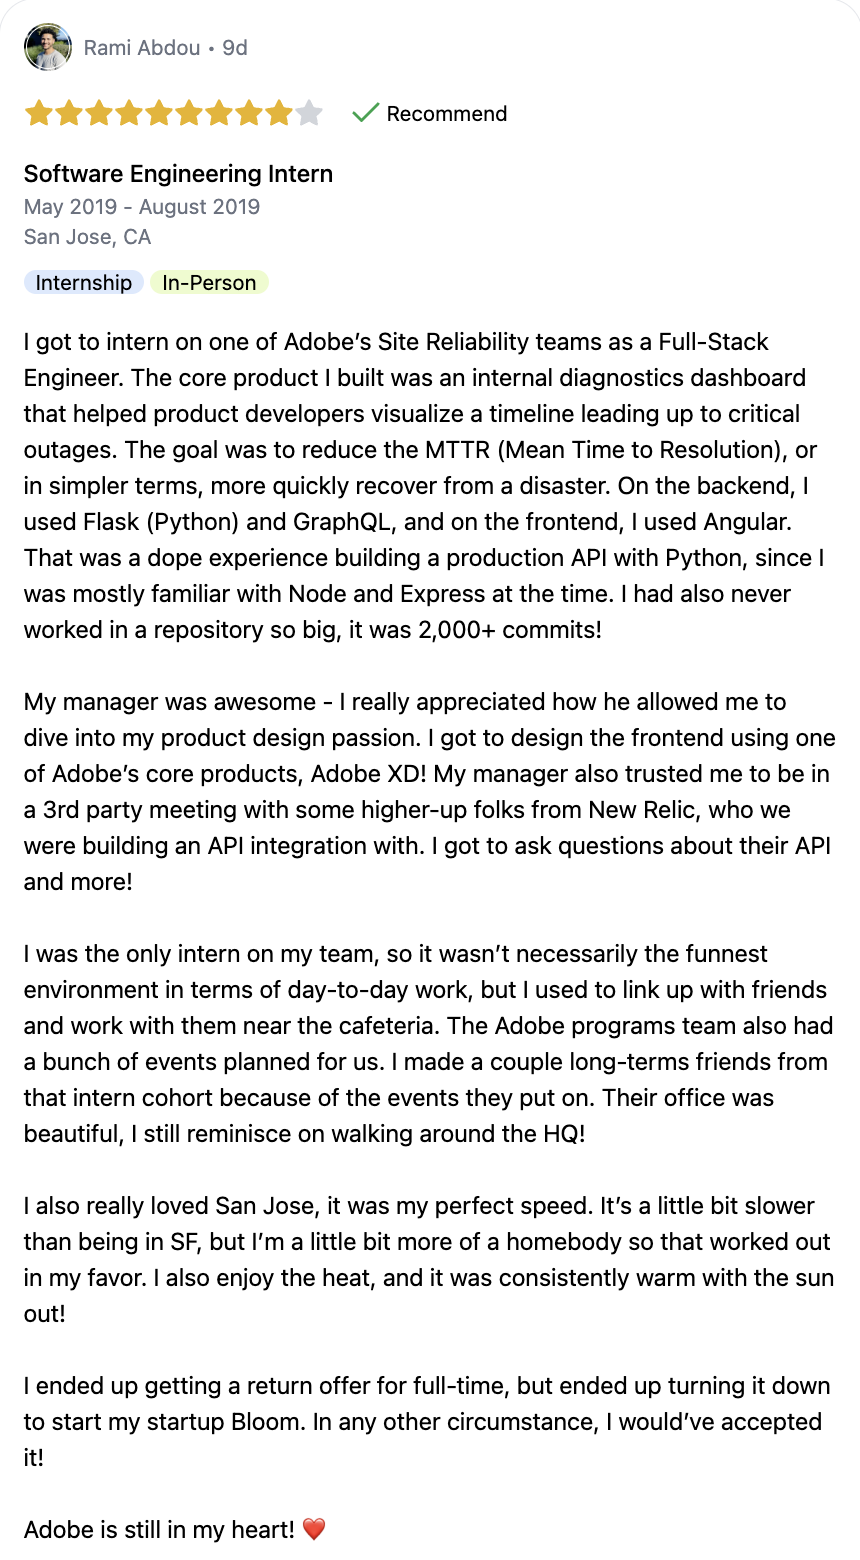 Rami Abdou • 9d
Recommend
Software Engineering Intern
May 2019 - August 2019
San Jose, CA
Internship In-Person
I got to intern on one of Adobe’s Site Reliability teams as a Full-Stack
Engineer. The core product I built was an internal diagnostics dashboard
that helped product developers visualize a timeline leading up to critical
outages. The goal was to reduce the MTTR (Mean Time to Resolution), or
in simpler terms, more quickly recover from a disaster. On the backend, I
used Flask (Python) and GraphQL, and on the frontend, I used Angular.
That was a dope experience building a production API with Python, since I
was mostly familiar with Node and Express at the time. I had also never
worked in a repository so big, it was 2,000+ commits!
My manager was awesome - I really appreciated how he allowed me to
dive into my product design passion. I got to design the frontend using one
of Adobe’s core products, Adobe XD! My manager also trusted me to be in
a 3rd party meeting with some higher-up folks from New Relic, who we
were building an API integration with. I got to ask questions about their API
and more!
I was the only intern on my team, so it wasn’t necessarily the funnest
environment in terms of day-to-day work, but I used to link up with friends
and work with them near the cafeteria. The Adobe programs team also had
a bunch of events planned for us. I made a couple long-terms friends from
that intern cohort because of the events they put on. Their office was
beautiful, I still reminisce on walking around the HQ!
I also really loved San Jose, it was my perfect speed. It’s a little bit slower
than being in SF, but I’m a little bit more of a homebody so that worked out
in my favor. I also enjoy the heat, and it was consistently warm with the sun
out!
I ended up getting a return offer for full-time, but ended up turning it down
to start my startup Bloom. In any other circumstance, I would’ve accepted
it!
Adobe is still in my heart! ❤️